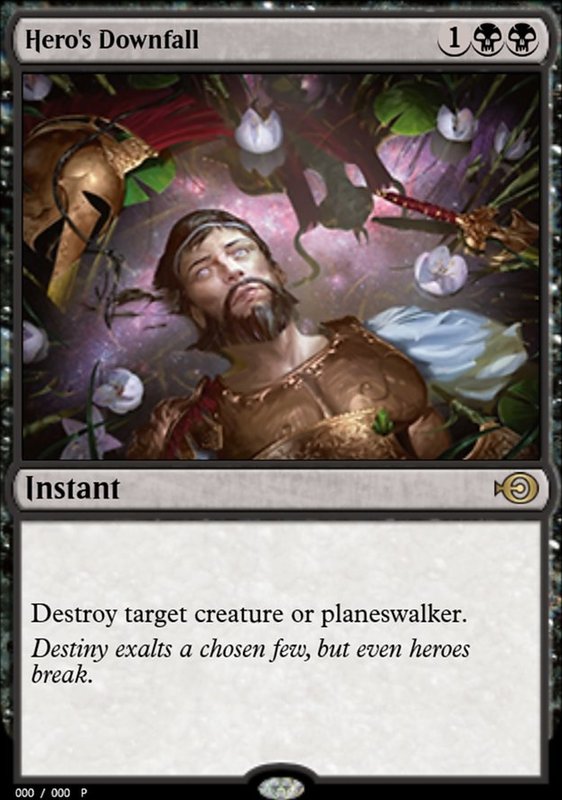 Hero's Downfall 1
Instant
Destroy target creature or planeswalker.
Destiny exalts a chosen few, but even heroes
break.
000 / 000 P